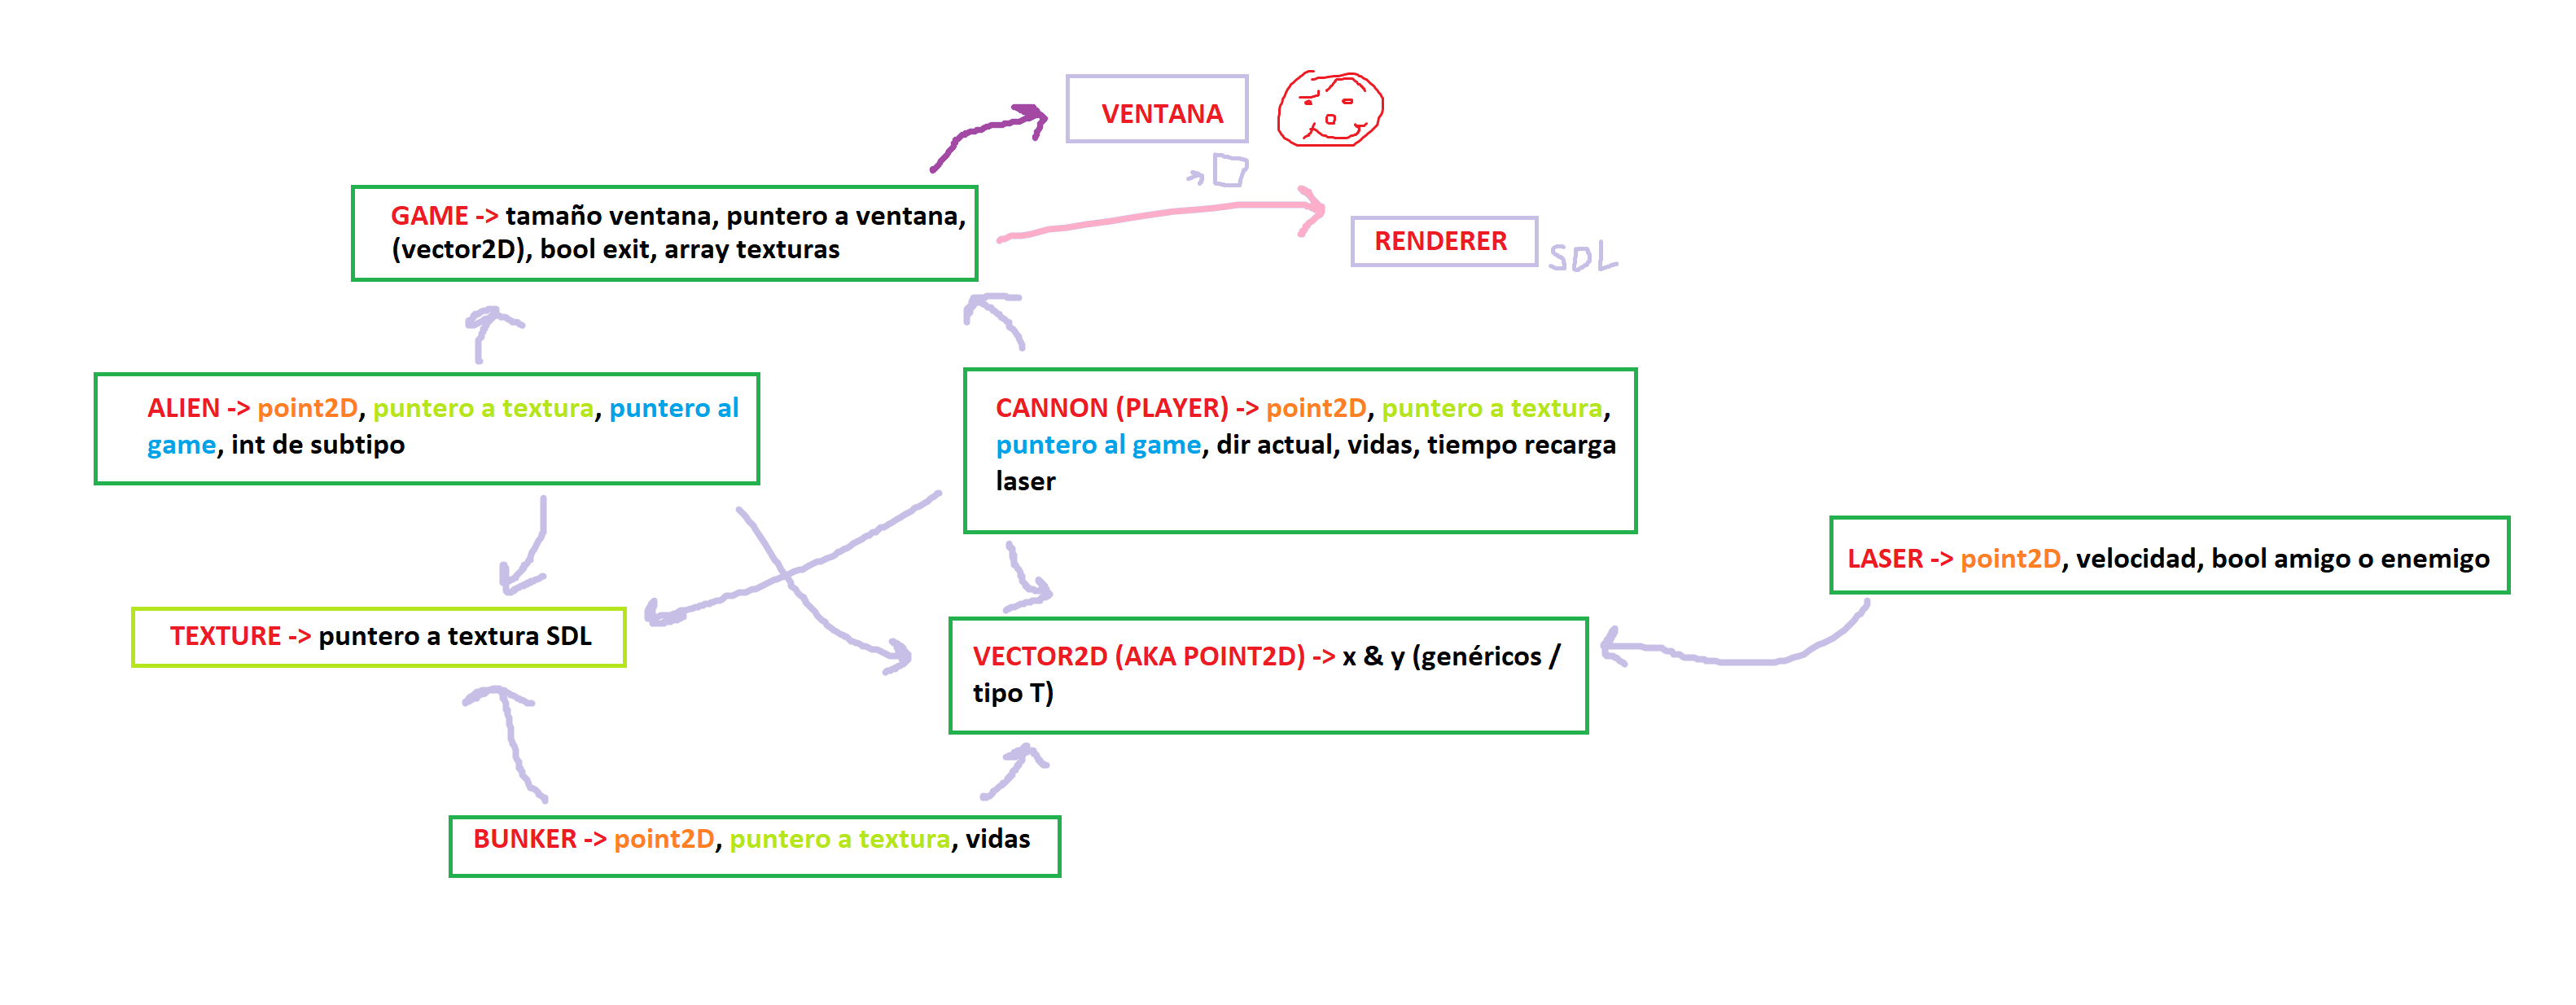 VENTANA
GAME -> tamaño ventana, puntero a ventana,
(vector2D), bool exit, array texturas
RENDERER
SDL
ALIEN -> point2D, puntero a textura, puntero al
game, int de subtipo
CANNON (PLAYER) -> point2D, puntero a textura,
puntero al game, dir actual, vidas, tiempo recarga
laser
LASER -> point2D, velocidad, bool amigo o enemigo
TEXTURE -> puntero a textura SDL
VECTOR2D (AKA POINT2D) -> x & y (genéricos /
tipo T)
BUNKER -> point2D, puntero a textura, vidas